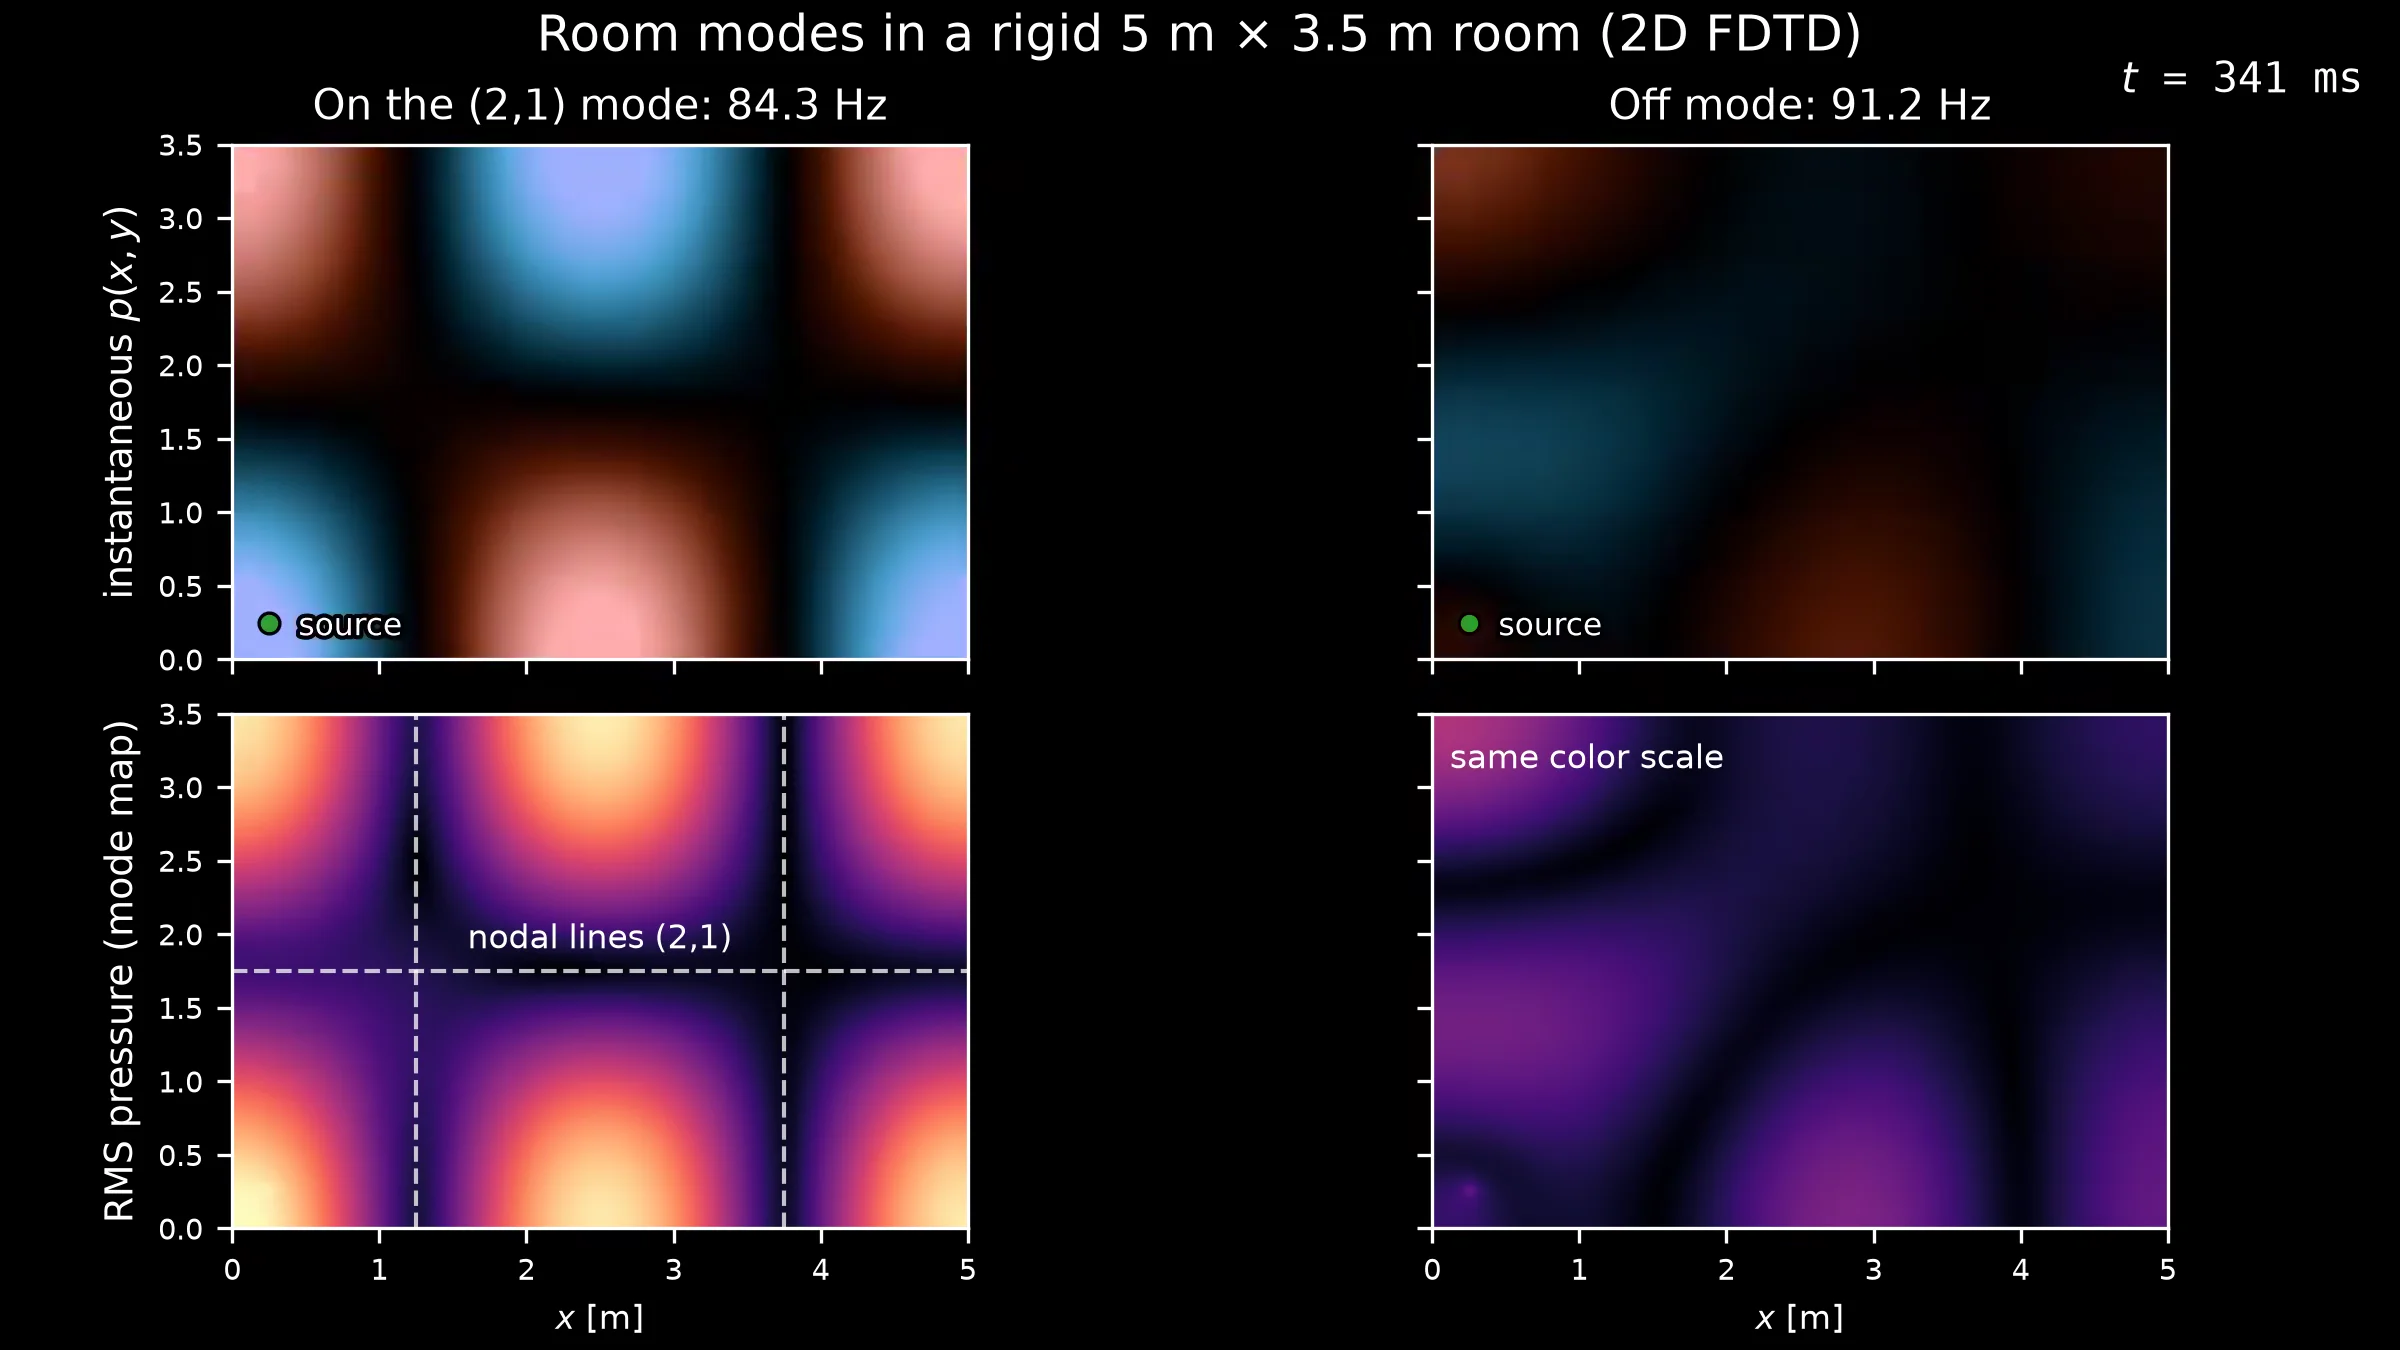 Room modes in a rigid 5 m × 3.5 m room (2D FDTD)
t = 341 ms
On the (2,1) mode: 84.3 Hz
Off mode: 91.2 Hz
instantaneous p(x, y)
3.5
3.0
2.5
2.0
1.5
1.0
0.5
0.0
source
source
RMS pressure (mode map)
3.5
3.0
2.5
2.0
1.5
1.0
0.5
0.0
nodal lines (2,1)
same color scale
0 1 2 3 4 5
x [m]
0 1 2 3 4 5
x [m]